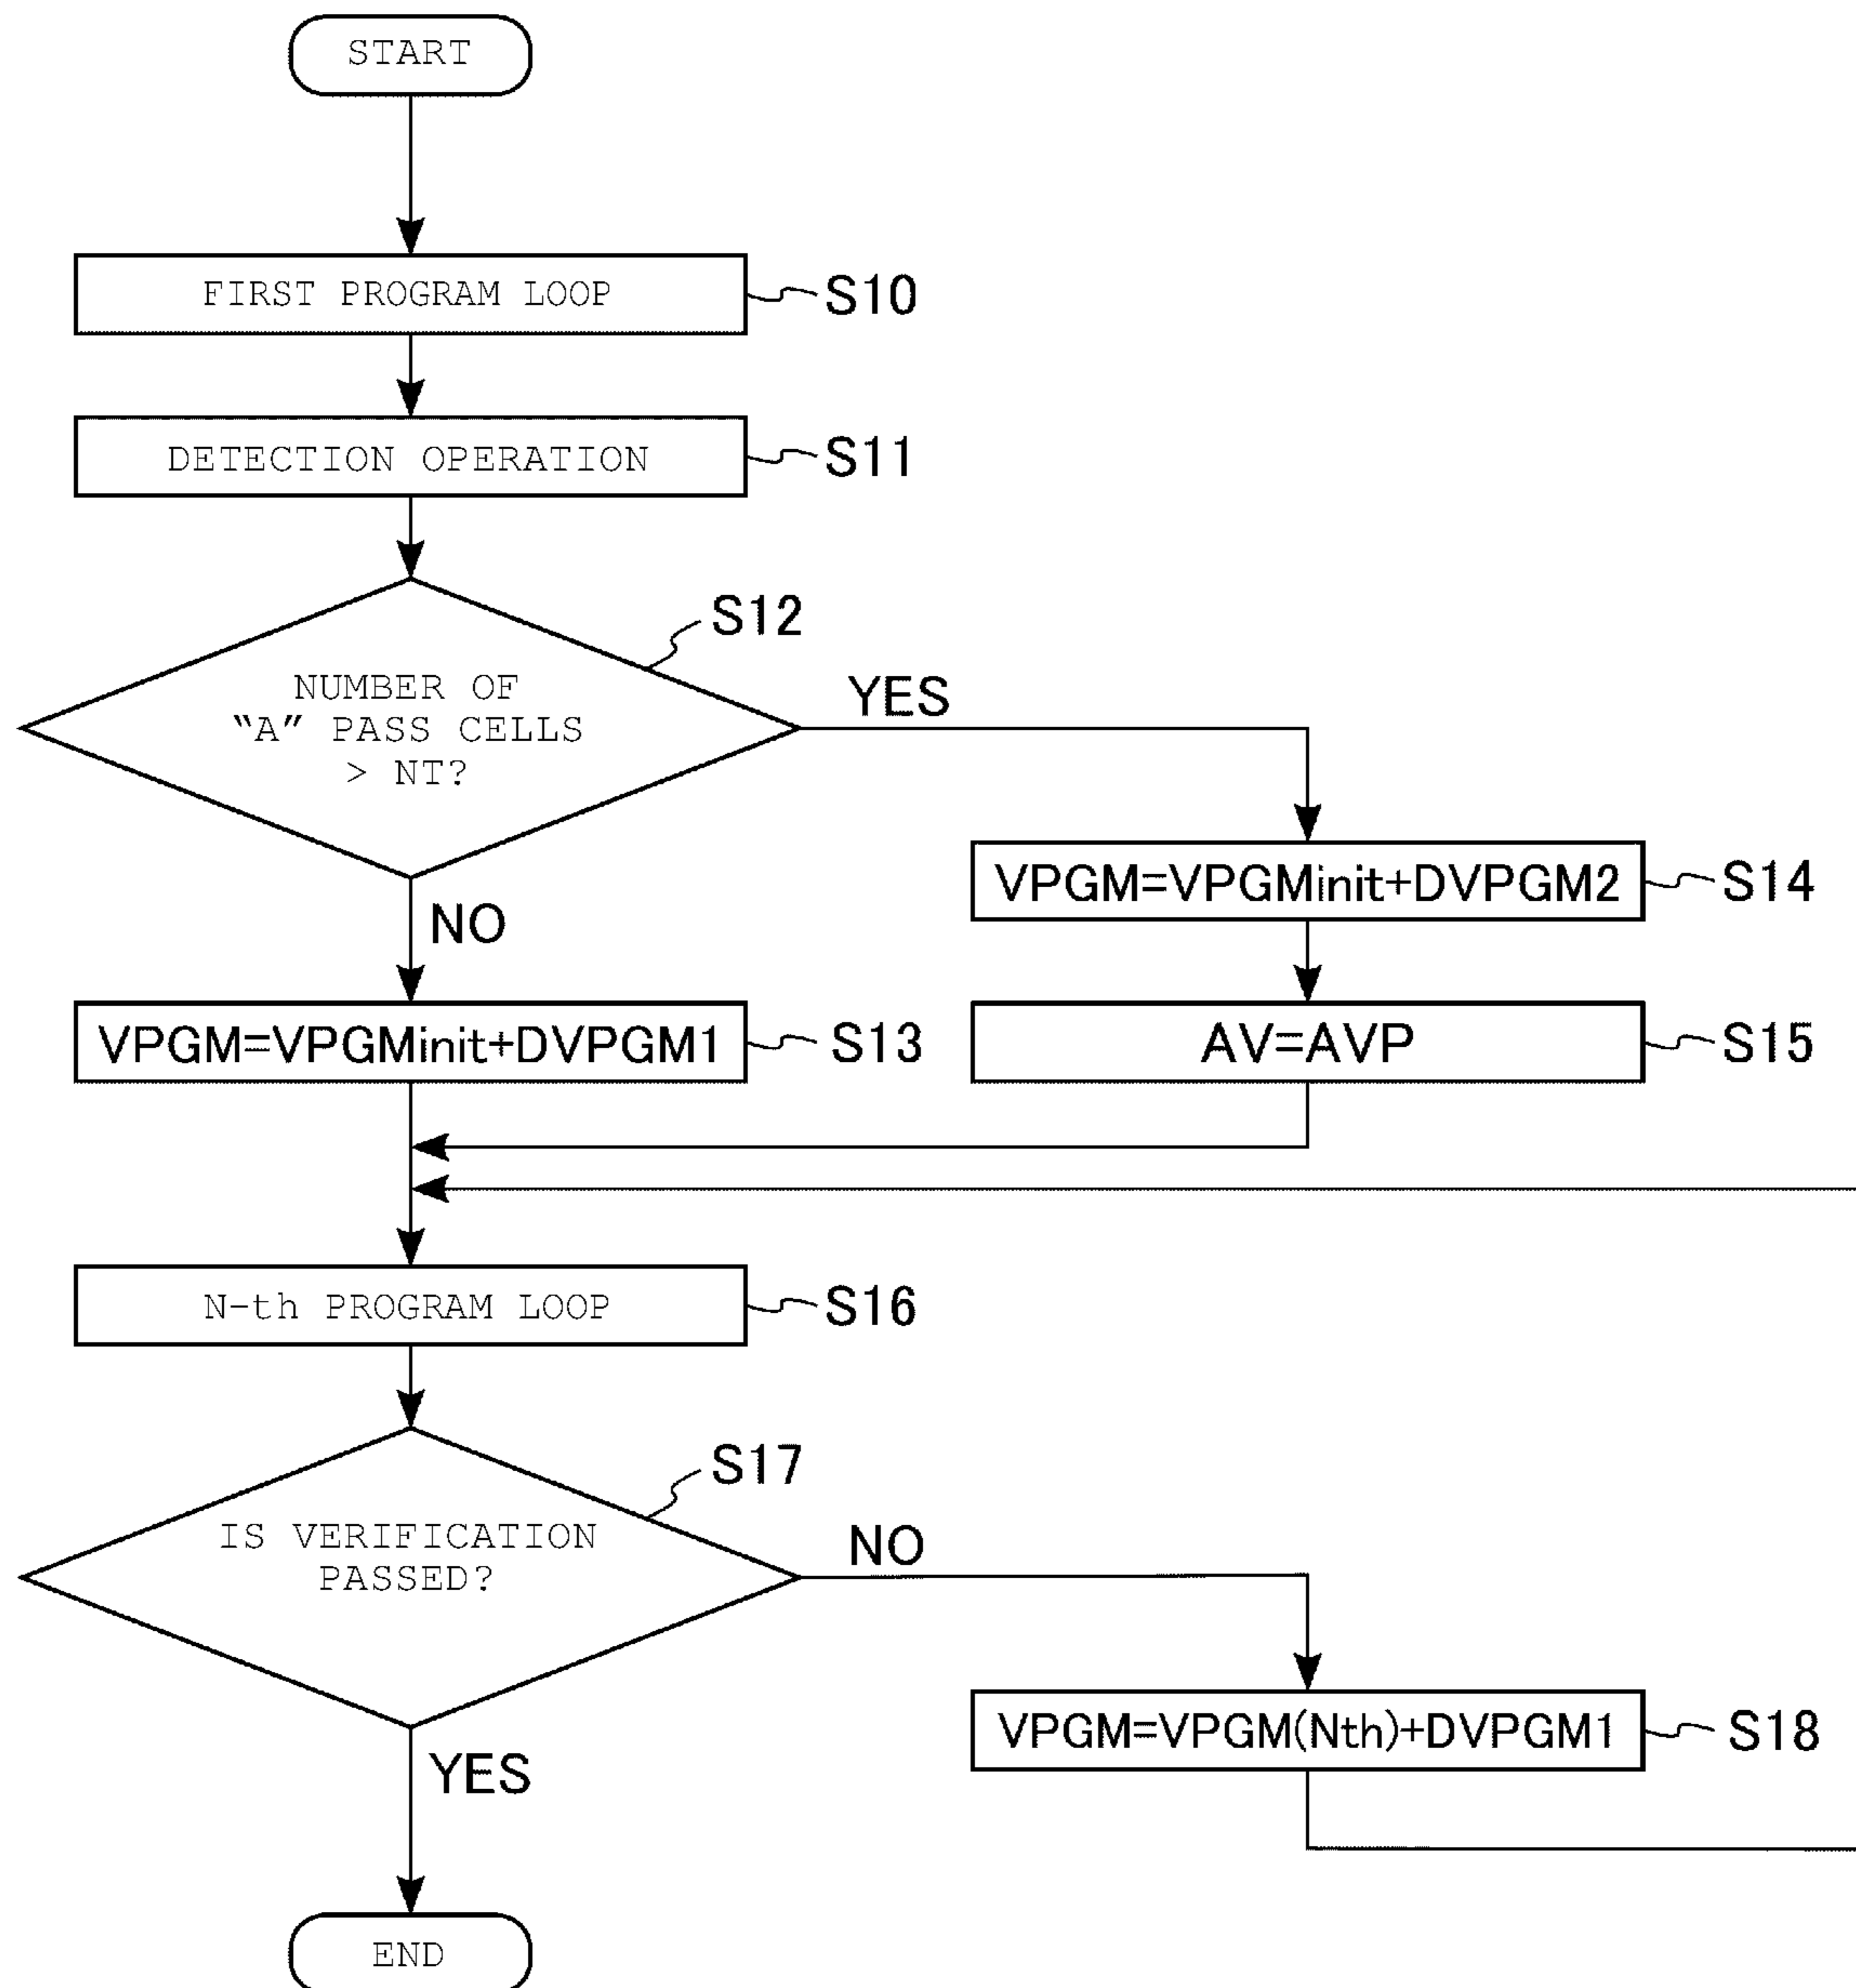 START
FIRST PROGRAM LOOP
S10
DETECTION OPERATION
S11
S12
NUMBER OF
“A” PASS CELLS
> NT?
YES
NO
VPGM=VPGMinit+DVPGM2
S14
VPGM=VPGMinit+DVPGM1
S13
AV=AVP
S15
N-th PROGRAM LOOP
S16
S17
IS VERIFICATION
PASSED?
NO
YES
VPGM=VPGM(Nth)+DVPGM1
S18
END